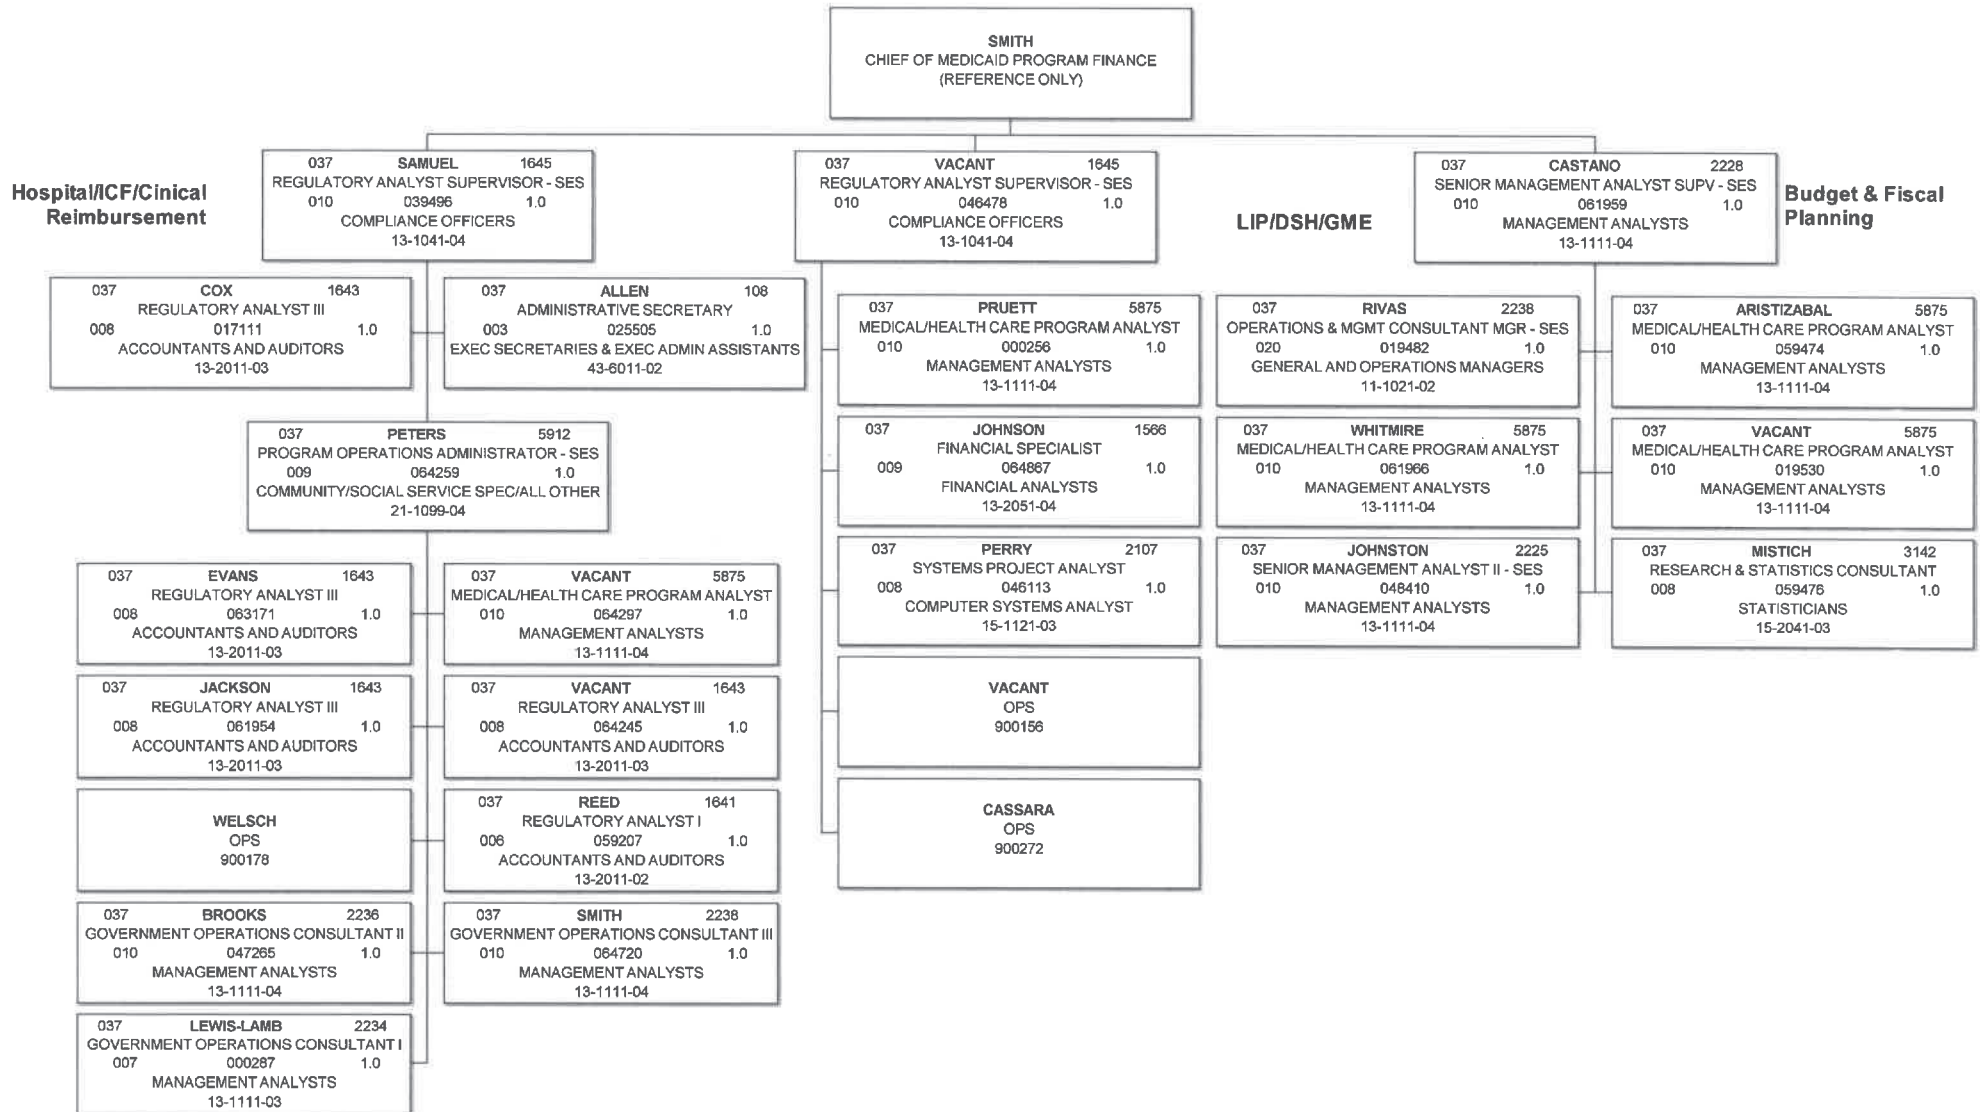 SMITH
CHIEF OF MEDICAID PROGRAM FINANCE
(REFERENCE ONLY)
Hospital/ICF/Cinical
Reimbursement
037 SAMUEL 1645
REGULATORY ANALYST SUPERVISOR - SES
010 039496 1.0
COMPLIANCE OFFICERS
13-1041-04
037 VACANT 1645
REGULATORY ANALYST SUPERVISOR - SES
010 046478 1.0
COMPLIANCE OFFICERS
13-1041-04
LIP/DSH/GME
037 CASTANO 2228
SENIOR MANAGEMENT ANALYST SUPV - SES
010 061959 1.0
MANAGEMENT ANALYSTS
13-1111-04
Budget & Fiscal
Planning
037 COX 1643
REGULATORY ANALYST III
008 017111 1.0
ACCOUNTANTS AND AUDITORS
13-2011-03
037 ALLEN 108
ADMINISTRATIVE SECRETARY
003 025505 1.0
EXEC SECRETARIES & EXEC ADMIN ASSISTANTS
43-6011-02
037 PETERS 5912
PROGRAM OPERATIONS ADMINISTRATOR - SES
009 064259 1.0
COMMUNITY/SOCIAL SERVICE SPEC/ALL OTHER
21-1099-04
037 EVANS 1643
REGULATORY ANALYST III
008 063171 1.0
ACCOUNTANTS AND AUDITORS
13-2011-03
037 VACANT 5875
MEDICAL/HEALTH CARE PROGRAM ANALYST
010 064297 1.0
MANAGEMENT ANALYSTS
13-1111-04
037 JACKSON 1643
REGULATORY ANALYST III
008 061954 1.0
ACCOUNTANTS AND AUDITORS
13-2011-03
037 VACANT 1643
REGULATORY ANALYST III
008 064245 1.0
ACCOUNTANTS AND AUDITORS
13-2011-03
WELSCH
OPS
900178
037 REED 1641
REGULATORY ANALYST I
006 059207 1.0
ACCOUNTANTS AND AUDITORS
13-2011-02
037 BROOKS 2236
GOVERNMENT OPERATIONS CONSULTANT II
010 047265 1.0
MANAGEMENT ANALYSTS
13-1111-04
037 SMITH 2238
GOVERNMENT OPERATIONS CONSULTANT III
010 064720 1.0
MANAGEMENT ANALYSTS
13-1111-04
037 LEWIS-LAMB 2234
GOVERNMENT OPERATIONS CONSULTANT I
007 000287 1.0
MANAGEMENT ANALYSTS
13-1111-03
037 PRUETT 5875
MEDICAL/HEALTH CARE PROGRAM ANALYST
010 000256 1.0
MANAGEMENT ANALYSTS
13-1111-04
037 JOHNSON 1566
FINANCIAL SPECIALIST
009 064867 1.0
FINANCIAL ANALYSTS
13-2051-04
037 PERRY 2107
SYSTEMS PROJECT ANALYST
008 046113 1.0
COMPUTER SYSTEMS ANALYST
15-1121-03
VACANT
OPS
900156
CASSARA
OPS
900272
037 RIVAS 2238
OPERATIONS & MGMT CONSULTANT MGR - SES
020 019482 1.0
GENERAL AND OPERATIONS MANAGERS
11-1021-02
037 ARISTIZABAL 5875
MEDICAL/HEALTH CARE PROGRAM ANALYST
010 059474 1.0
MANAGEMENT ANALYSTS
13-1111-04
037 WHITMIRE 5875
MEDICAL/HEALTH CARE PROGRAM ANALYST
010 061966 1.0
MANAGEMENT ANALYSTS
13-1111-04
037 VACANT 5875
MEDICAL/HEALTH CARE PROGRAM ANALYST
010 019530 1.0
MANAGEMENT ANALYSTS
13-1111-04
037 JOHNSTON 2225
SENIOR MANAGEMENT ANALYST II - SES
010 048410 1.0
MANAGEMENT ANALYSTS
13-1111-04
037 MISTICH 3142
RESEARCH & STATISTICS CONSULTANT
008 059476 1.0
STATISTICIANS
15-2041-03